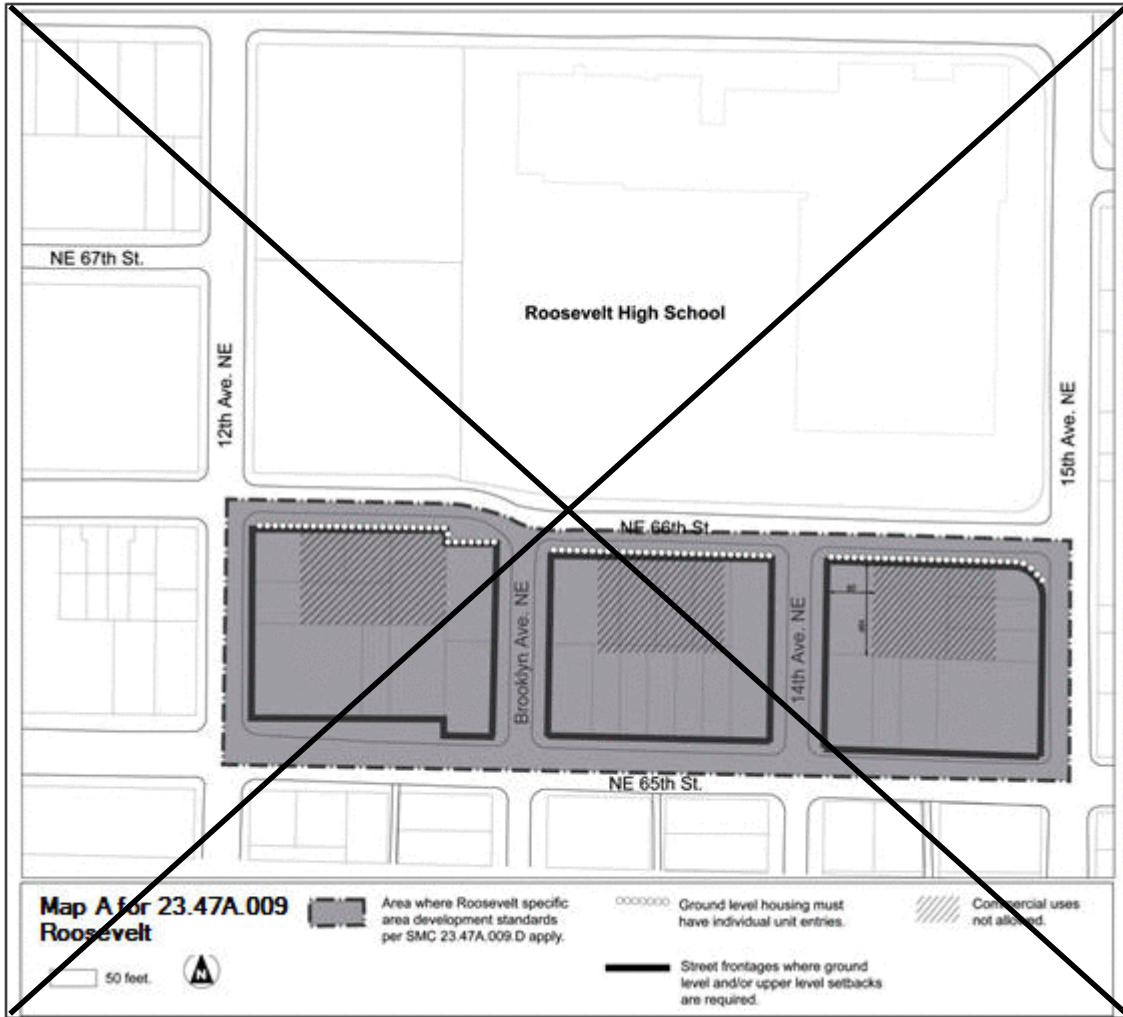 NE 67th St.
Roosevelt High School
12th Ave. NE
15th Ave. NE
NE 66th St.
Brooklyn Ave. NE
14th Ave. NE
NE 65th St.
Map A for 23.47A.009
Roosevelt
50 feet.
N
Area where Roosevelt specific
area development standards
per SMC 23.47A.009.D apply.
Ground level housing must
have individual unit entries.
Street frontages where ground
level and/or upper level setbacks
are required.
Commercial uses
not allowed.